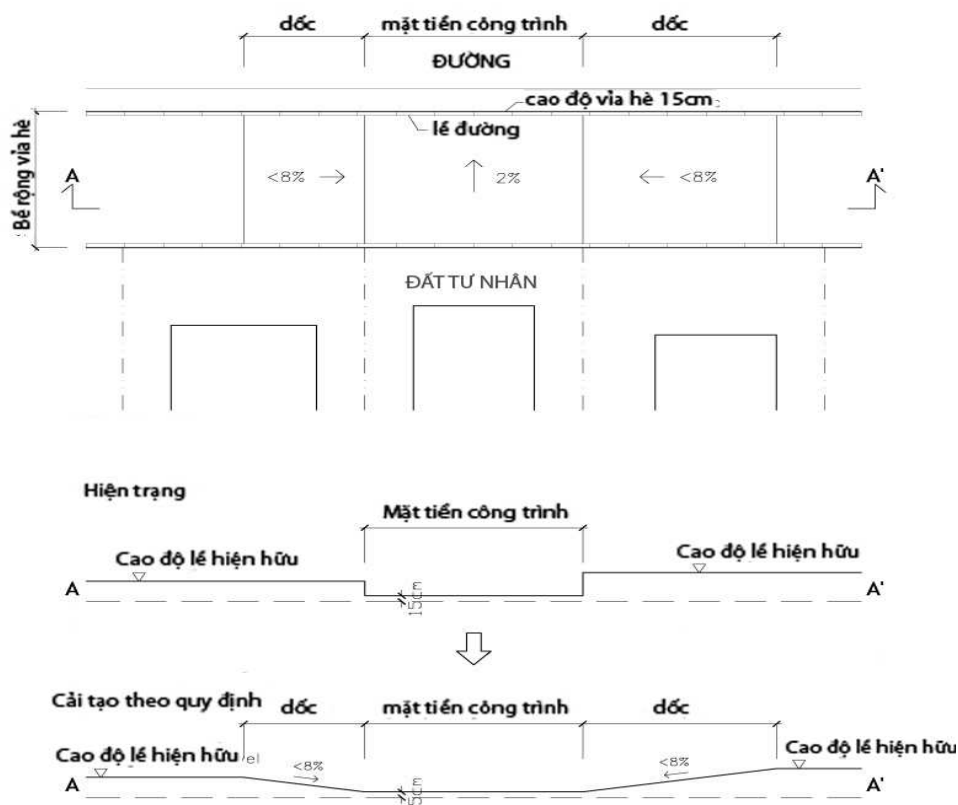 dốc mặt tiền công trình dốc
ĐƯỜNG
cao độ vỉa hè 15cm
lề đường
Bề rộng vỉa hè
A <8% 2% <8% A'
ĐẤT TƯ NHÂN
Hiện trạng
Mặt tiền công trình
Cao độ lề hiện hữu Cao độ lề hiện hữu
A 15cm A'
Cải tạo theo quy định
dốc mặt tiền công trình dốc
Cao độ lề hiện hữu el Cao độ lề hiện hữu
<8% <8%
A 5cm A'